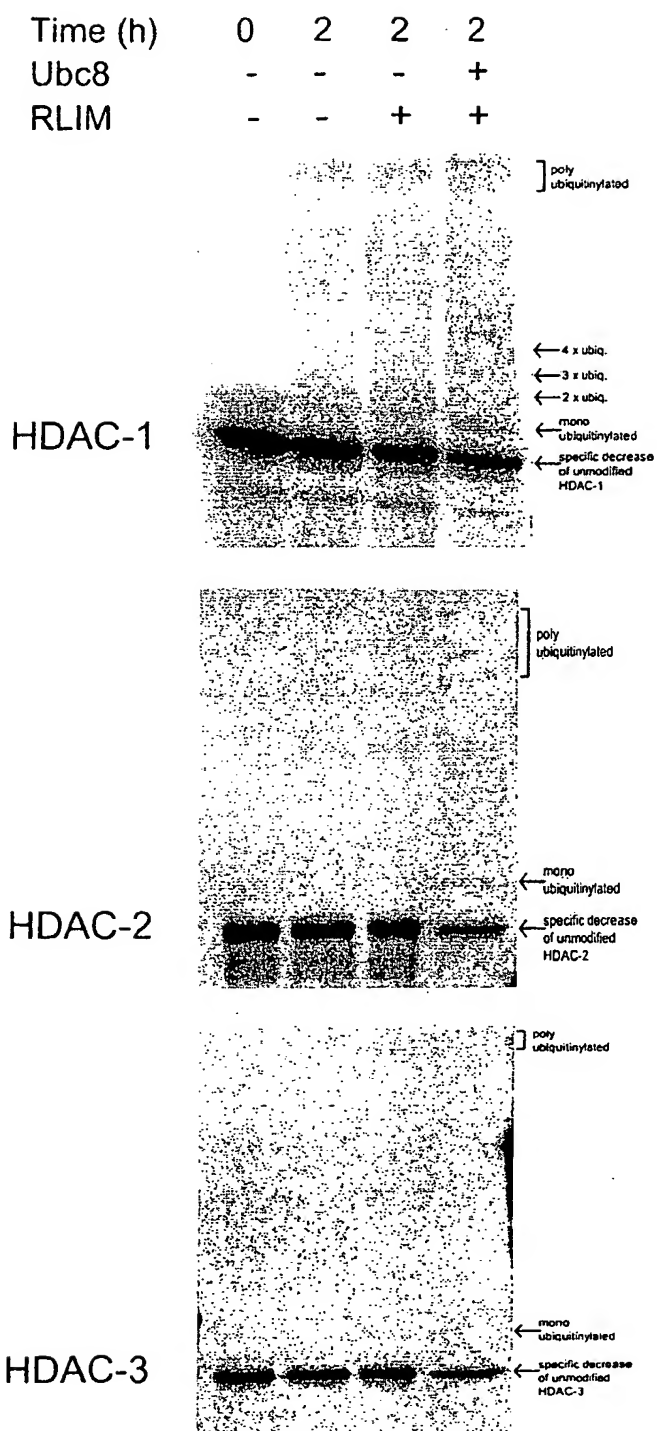 Time (h) 0 2 2 2
Ubc8 - - - +
RLIM - - + +
poly
ubiquitinylated
4 x ubiq.
3 x ubiq.
2 x ubiq.
HDAC-1
mono
ubiquitinylated
specific decrease
of unmodified
HDAC-1
poly
ubiquitinylated
mono
ubiquitinylated
HDAC-2
specific decrease
of unmodified
HDAC-2
poly
ubiquitinylated
mono
ubiquitinylated
HDAC-3
specific decrease
of unmodified
HDAC-3